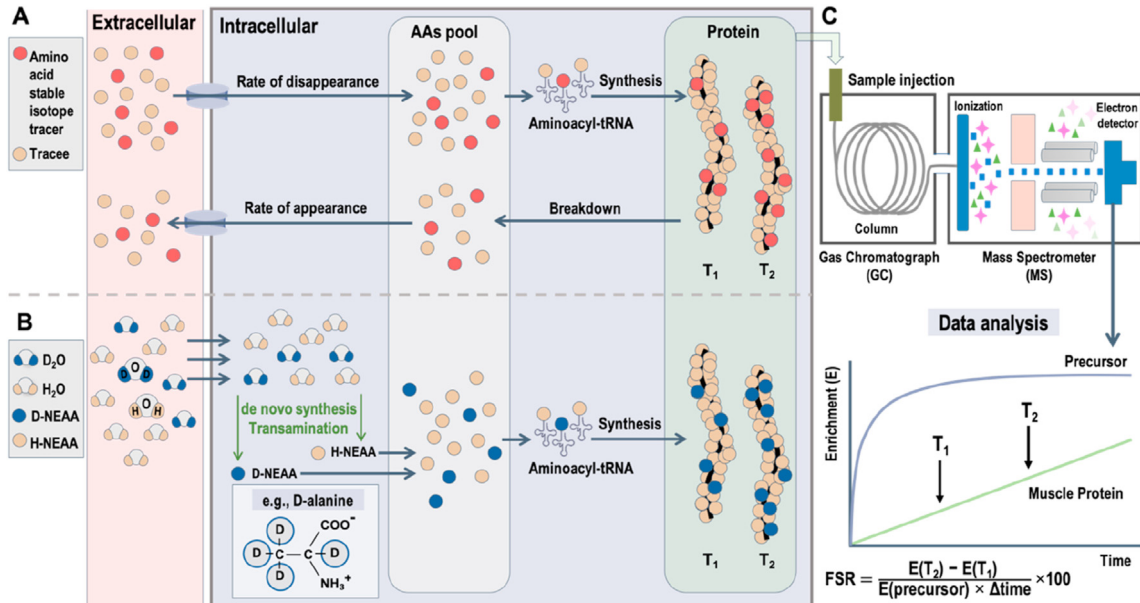 A
Extracellular
Intracellular
AAs pool
Protein
Amino
acid
stable
isotope
tracer
Tracee
Rate of disappearance
Aminoacyl-tRNA
Synthesis
Rate of appearance
Breakdown
T1
T2
B
D2O
H2O
D-NEAA
H-NEAA
O
D D
O
H H
de novo synthesis
Transamination
H-NEAA
D-NEAA
Aminoacyl-tRNA
Synthesis
e.g., D-alanine
D
COO−
D
C
C
D
D
NH3+
T1
T2
C
Sample injection
Ionization
Electron
detector
Column
Gas Chromatograph
(GC)
Mass Spectrometer
(MS)
Data analysis
Enrichment (E)
Precursor
T1
T2
Muscle Protein
Time
FSR = E(T2) − E(T1) / E(precursor) × Δtime ×100